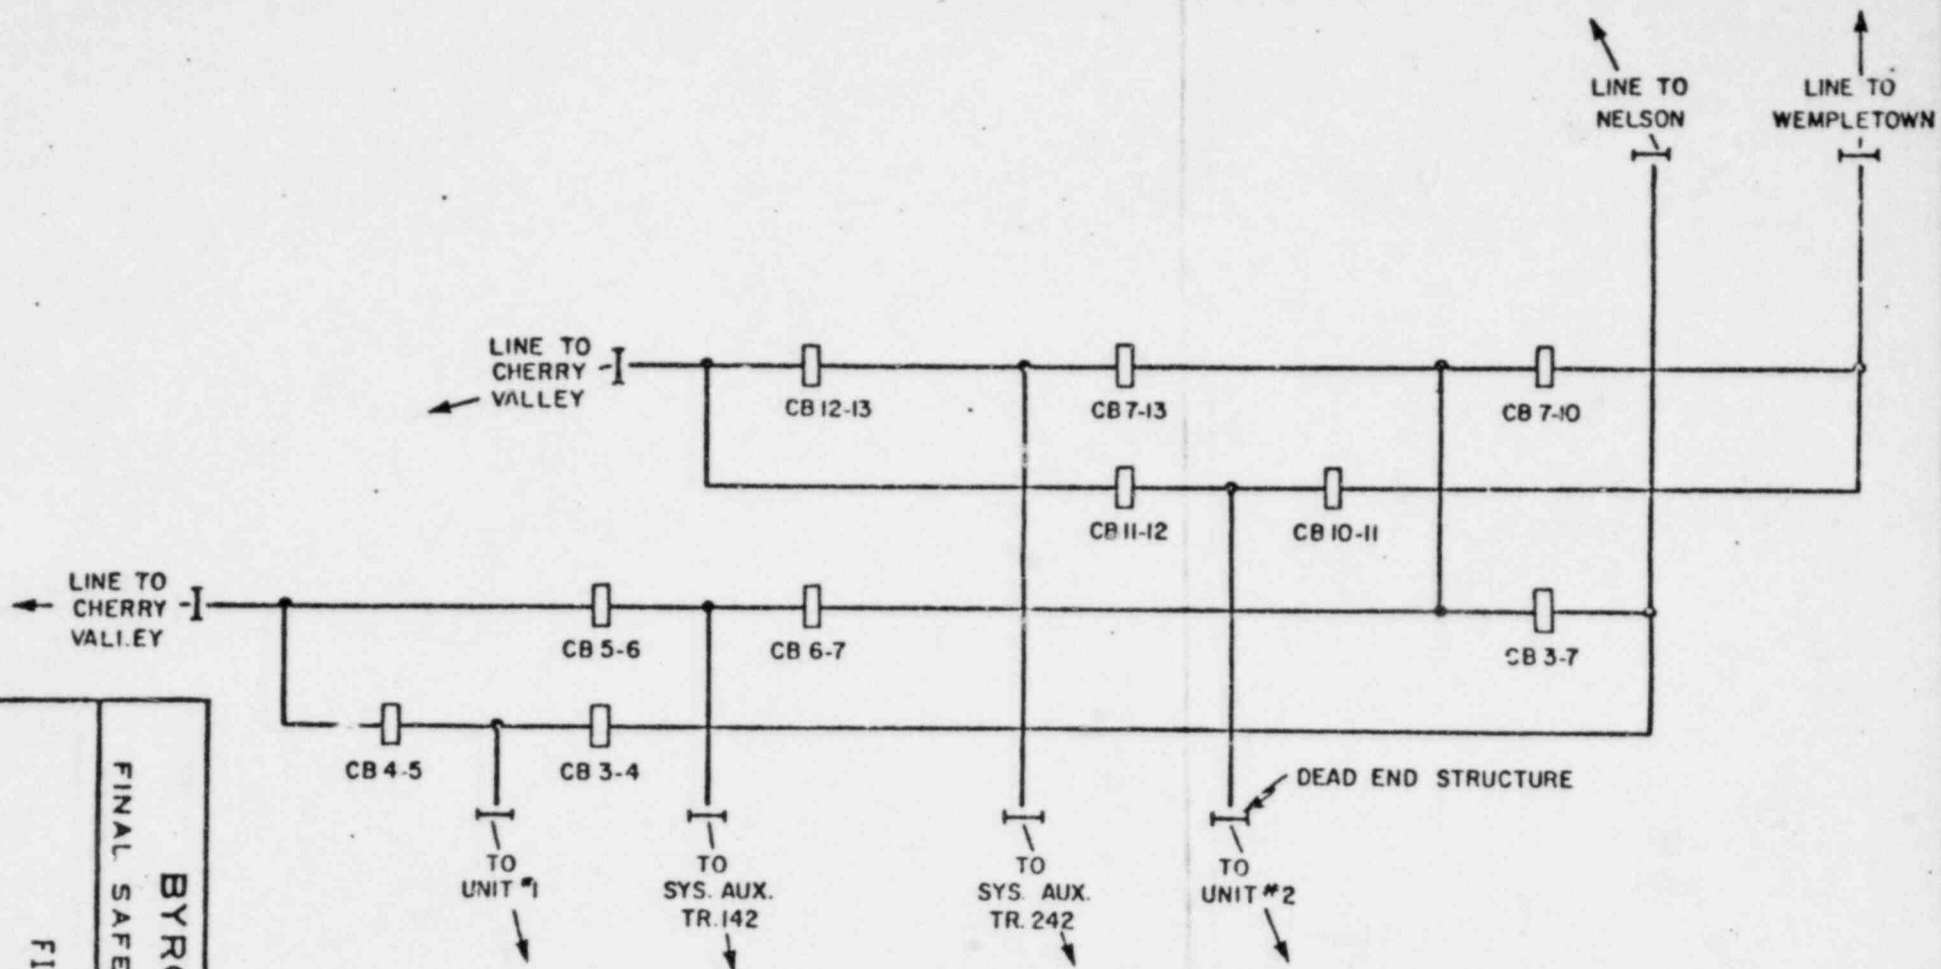 LINE TO
NELSON
LINE TO
WEMPLETOWN
LINE TO
CHERRY
VALLEY
CB 12-13
CB 7-13
CB 7-10
CB 11-12
CB 10-11
LINE TO
CHERRY
VALLEY
CB 5-6
CB 6-7
CB 3-7
CB 4-5
CB 3-4
DEAD END STRUCTURE
TO
UNIT #1
TO
SYS. AUX.
TR. 142
TO
SYS. AUX.
TR. 242
TO
UNIT #2
BYRO
FINAL SAFE
FI